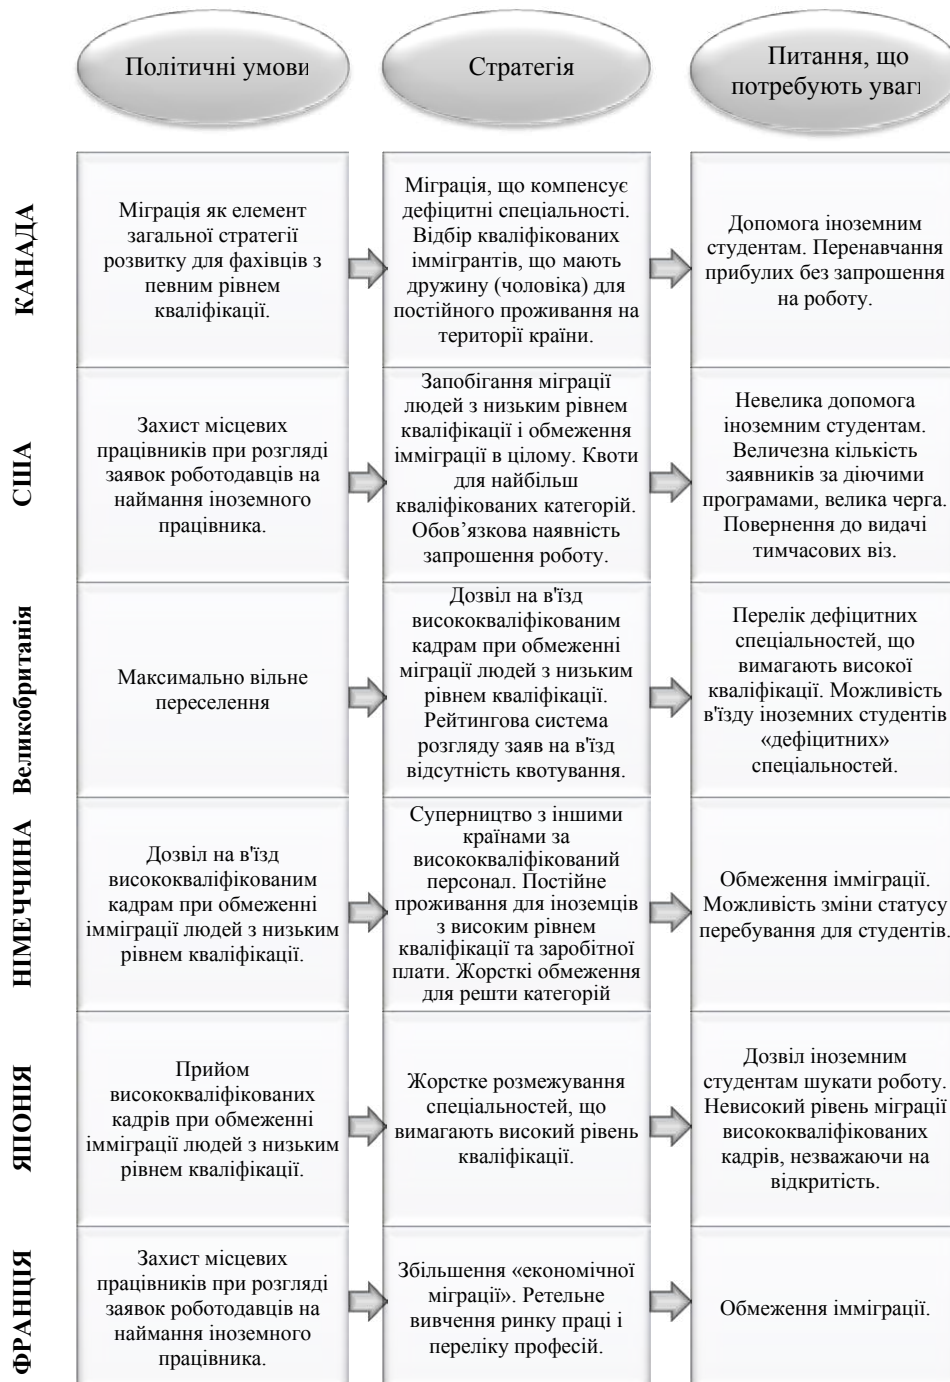 Політичні умови
Стратегія
Питання, що
потребують уваг
КАНАДА
Міграція як елемент
загальної стратегії
розвитку для фахівців з
певним рівнем
кваліфікації.
Міграція, що компенсує
дефіцитні спеціальності.
Відбір кваліфікованих
іммігрантів, що мають
дружину (чоловіка) для
постійного проживання на
території країни.
Допомога іноземним
студентам. Перенавчання
прибулих без запрошення
на роботу.
США
Захист місцевих
працівників при розгляді
заявок роботодавців на
наймання іноземного
працівника.
Запобігання міграції
людей з низьким рівнем
кваліфікації і обмеження
імміграції в цілому. Квоти
для найбільш
кваліфікованих категорій.
Обов’язкова наявність
запрошення роботу.
Невелика допомога
іноземним студентам.
Величезна кількість
заявників за діючими
програмами, велика черга.
Повернення до видачі
тимчасових віз.
Великобританія
Максимально вільне
переселення
Дозвіл на в'їзд
висококваліфікованим
кадрам при обмеженні
міграції людей з низьким
рівнем кваліфікації.
Рейтингова система
розгляду заяв на в'їзд
відсутність квотування.
Перелік дефіцитних
спеціальностей, що
вимагають високої
кваліфікації. Можливість
в'їзду іноземних студентів
«дефіцитних»
спеціальностей.
НІМЕЧЧИНА
Дозвіл на в'їзд
висококваліфікованим
кадрам при обмеженні
імміграції людей з низьким
рівнем кваліфікації.
Суперництво з іншими
країнами за
висококваліфікований
персонал. Постійне
проживання для іноземців
з високим рівнем
кваліфікації та заробітної
плати. Жорсткі обмеження
для решти категорій
Обмеження імміграції.
Можливість зміни статусу
перебування для студентів.
ЯПОНІЯ
Прийом
висококваліфікованих
кадрів при обмеженні
імміграції людей з низьким
рівнем кваліфікації.
Жорстке розмежування
спеціальностей, що
вимагають високий рівень
кваліфікації.
Дозвіл іноземним
студентам шукати роботу.
Невисокий рівень міграції
висококваліфікованих
кадрів, незважаючи на
відкритість.
ФРАНЦІЯ
Захист місцевих
працівників при розгляді
заявок роботодавців на
наймання іноземного
працівника.
Збільшення «економічної
міграції». Ретельне
вивчення ринку праці і
переліку професій.
Обмеження імміграції.